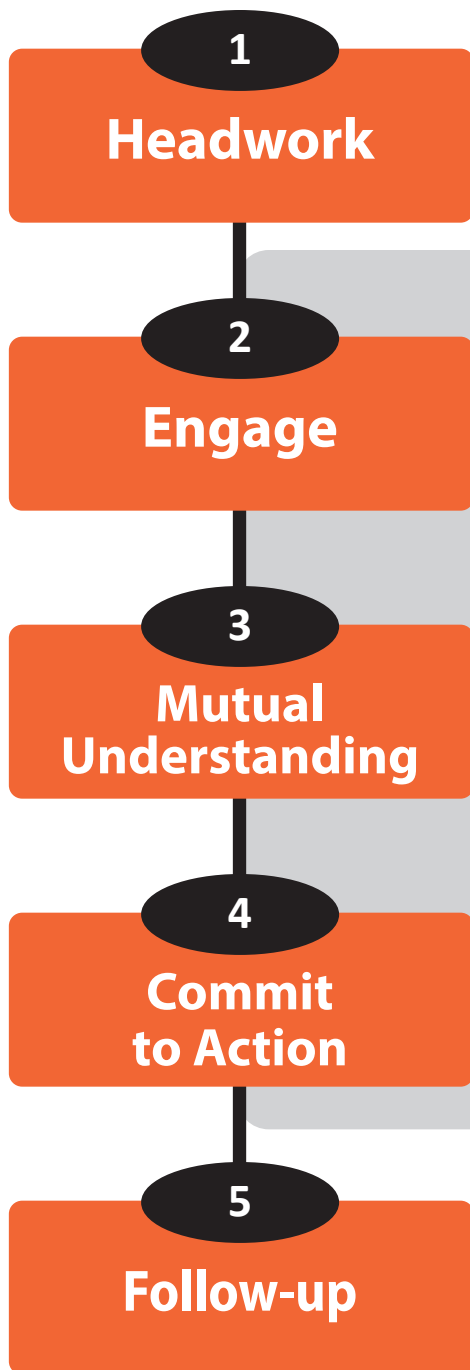 1
Headwork
2
Engage
3
Mutual
Understanding
4
Commit
to Action
5
Follow-up